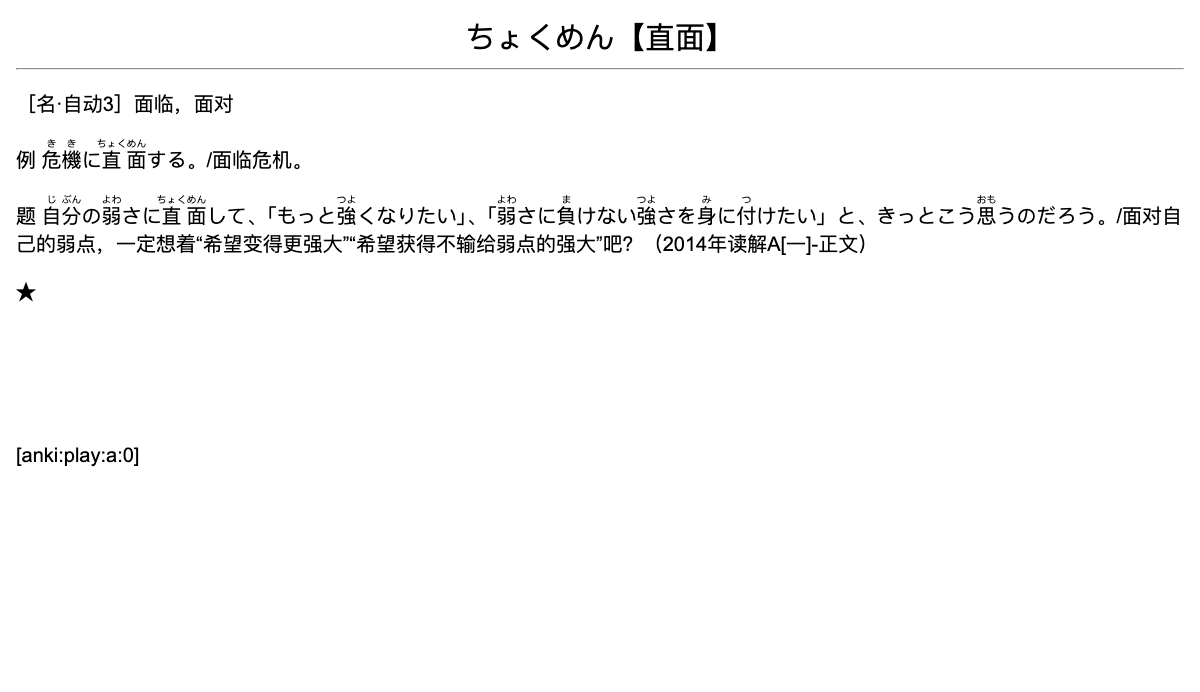 ちょくめん【直面】
［名·自动3］面临，面对
きき ちょくめん
例 危機に直面する。/面临危机。
じぶん よわ ちょくめん つよ よわ ま つよ み つ おも
题 自分の弱さに直面して、「もっと強くなりたい」、「弱さに負けない強さを身に付けたい」と、きっとこう思うのだろう。/面对自
己的弱点，一定想着“希望变得更强大”“希望获得不输给弱点的强大”吧？（2014年读解A[一]-正文）
★
[anki:play:a:0]